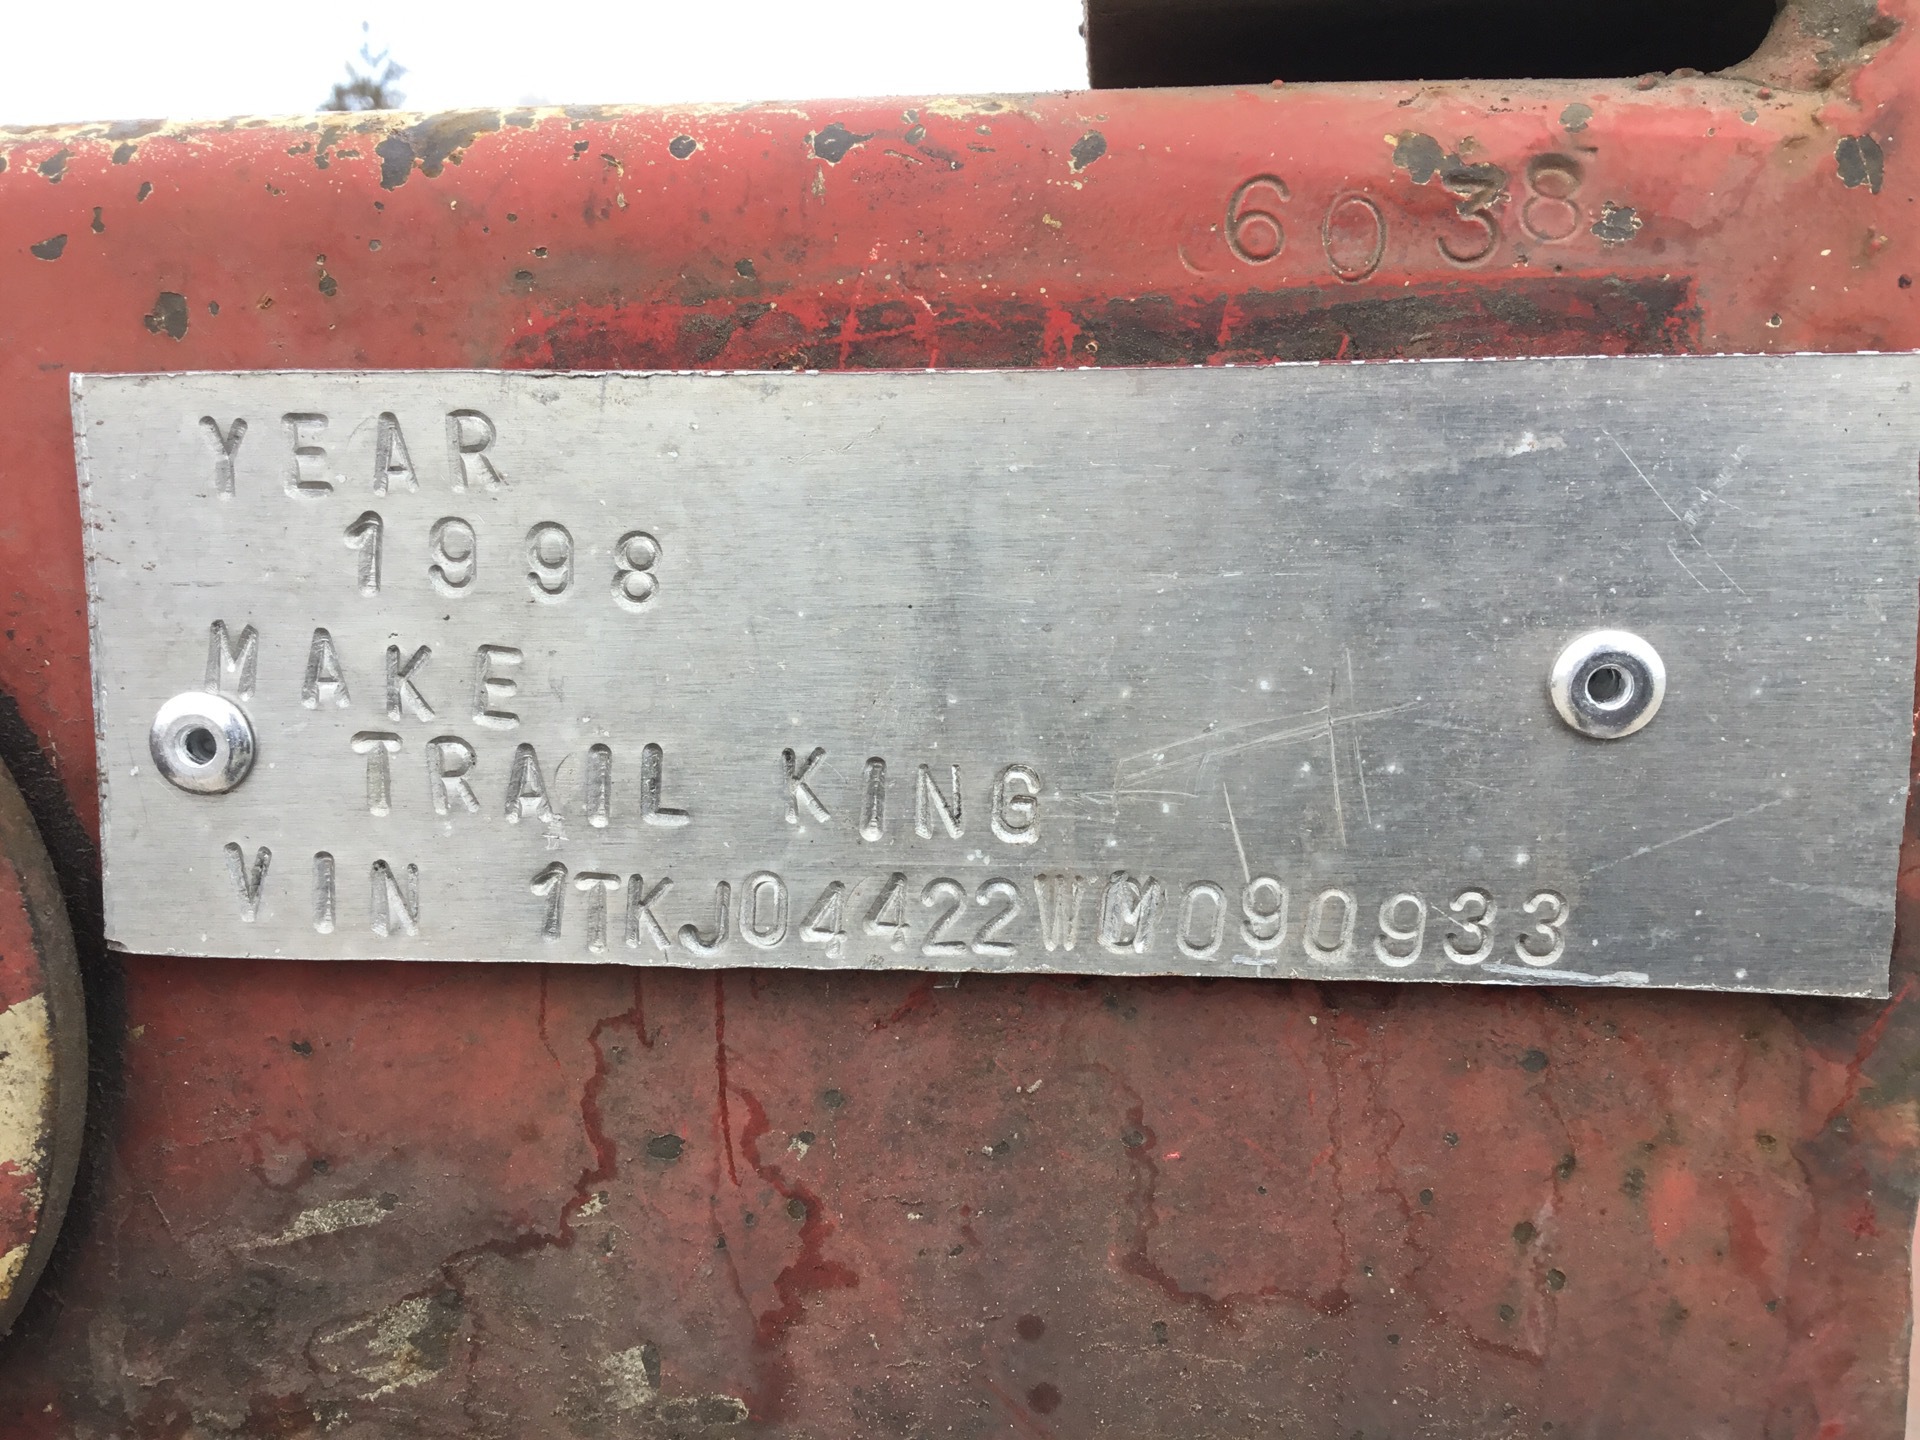 6038
YEAR
1998
MAKE
TRAIL KING
VIN 1TKJ04422WM090933